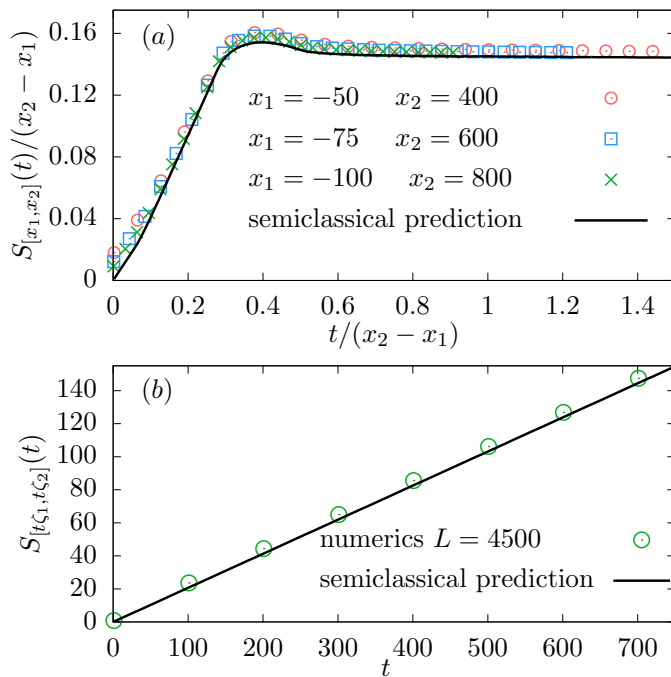 0.16
0.12
0.08
0.04
0
S_{[x_1,x_2]}(t)/(x_2 − x_1)
(a)
x_1 = −50 x_2 = 400
x_1 = −75 x_2 = 600
x_1 = −100 x_2 = 800
semiclassical prediction
0 0.2 0.4 0.6 0.8 1 1.2 1.4
t/(x_2 − x_1)
140
120
100
80
60
40
20
0
S_{[tζ_1,tζ_2]}(t)
(b)
numerics L = 4500
semiclassical prediction
0 100 200 300 400 500 600 700
t